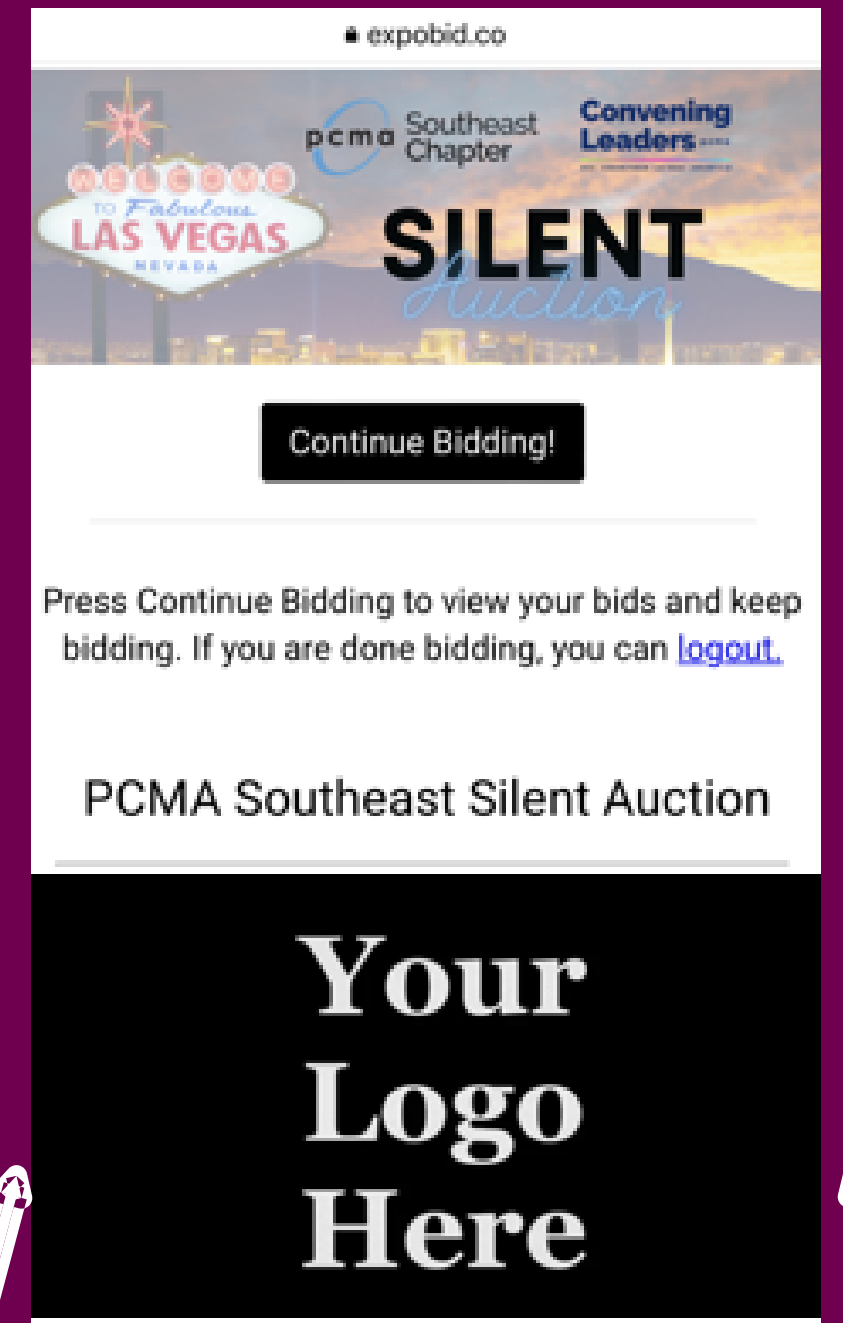 expobid.co
pcma Southeast Chapter
Convening Leaders
WELCOME
TO Fabulous
LAS VEGAS
NEVADA
SILENT
Auction
Continue Bidding!
Press Continue Bidding to view your bids and keep
bidding. If you are done bidding, you can logout.
PCMA Southeast Silent Auction
Your
Logo
Here